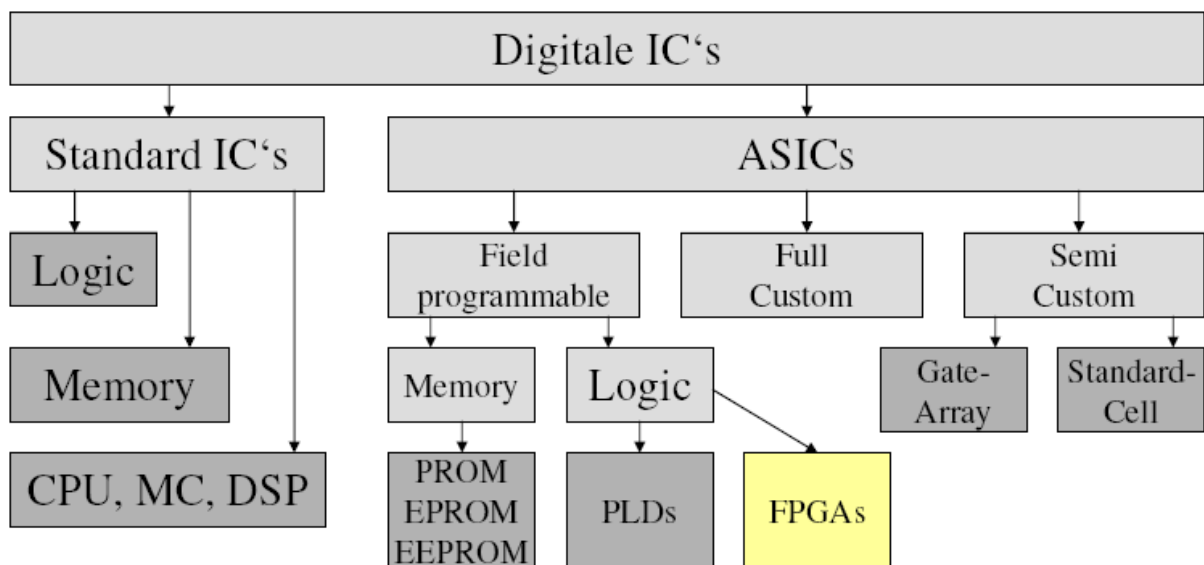 Digitale IC‘s
Standard IC‘s
ASICs
Logic
Field
programmable
Full
Custom
Semi
Custom
Memory
Memory
Logic
Gate-
Array
Standard-
Cell
CPU, MC, DSP
PROM
EPROM
EEPROM
PLDs
FPGAs